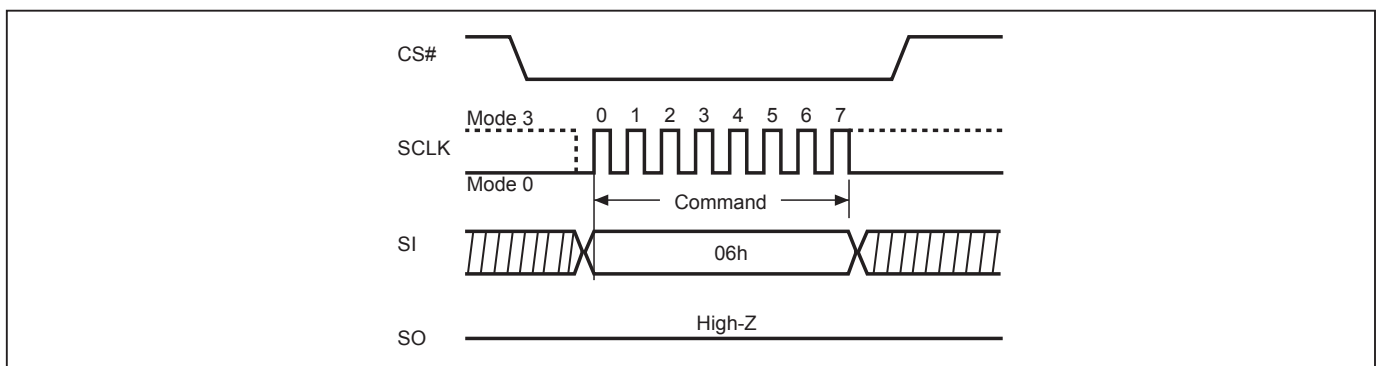 CS#
Mode 3
0 1 2 3 4 5 6 7
SCLK
Mode 0
Command
SI
06h
High-Z
SO